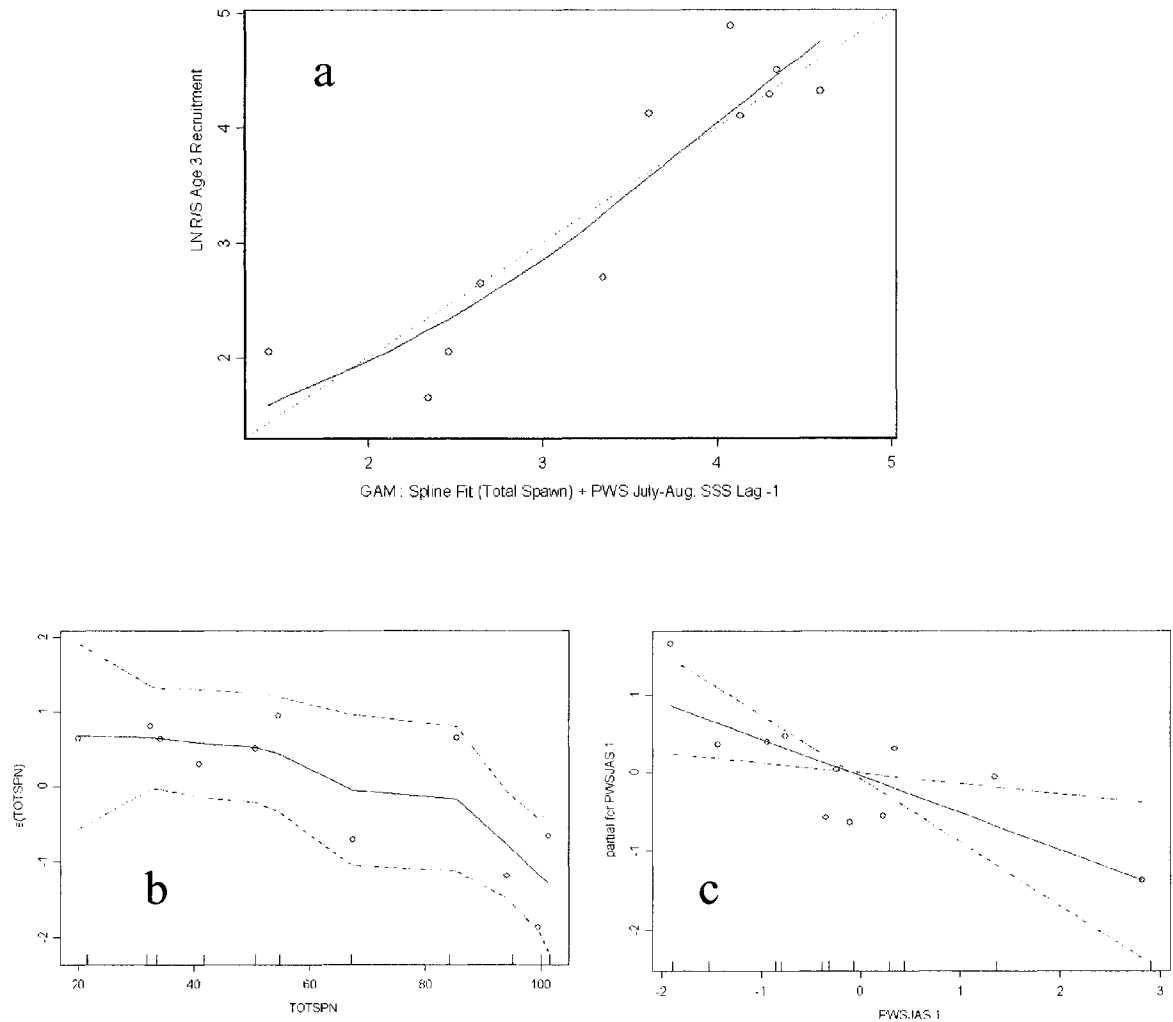 a
LN R/S Age 3 Recruitment
5
4
3
2
2 3 4 5
GAM : Spline Fit (Total Spawn) + PWS July-Aug. SSS Lag -1
b
s(TOTSPN)
2
1
0
-1
-2
20 40 60 80 100
TOTSPN
c
partial for PWSJAS.1
1
0
-1
-2
-2 -1 0 1 2 3
PWSJAS.1